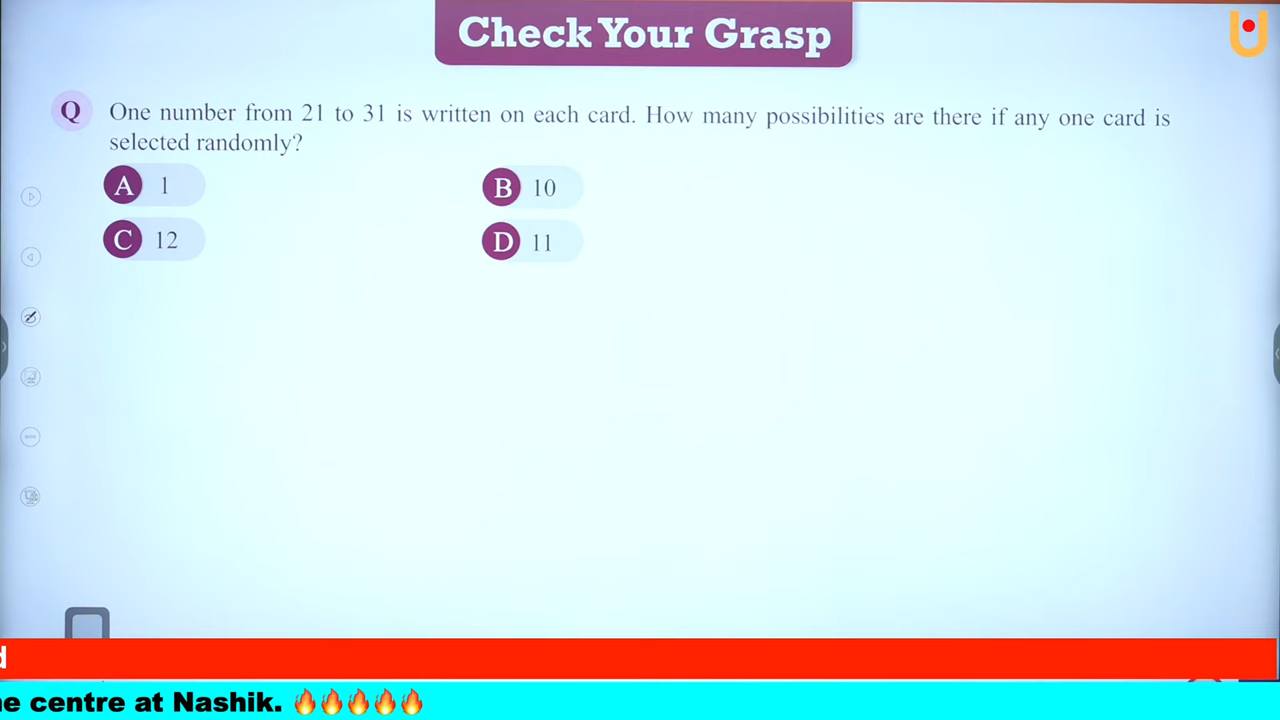 Check Your Grasp
Q One number from 21 to 31 is written on each card. How many possibilities are there if any one card is
selected randomly?
A 1
B 10
C 12
D 11
d
e centre at Nashik. 🔥🔥🔥🔥🔥